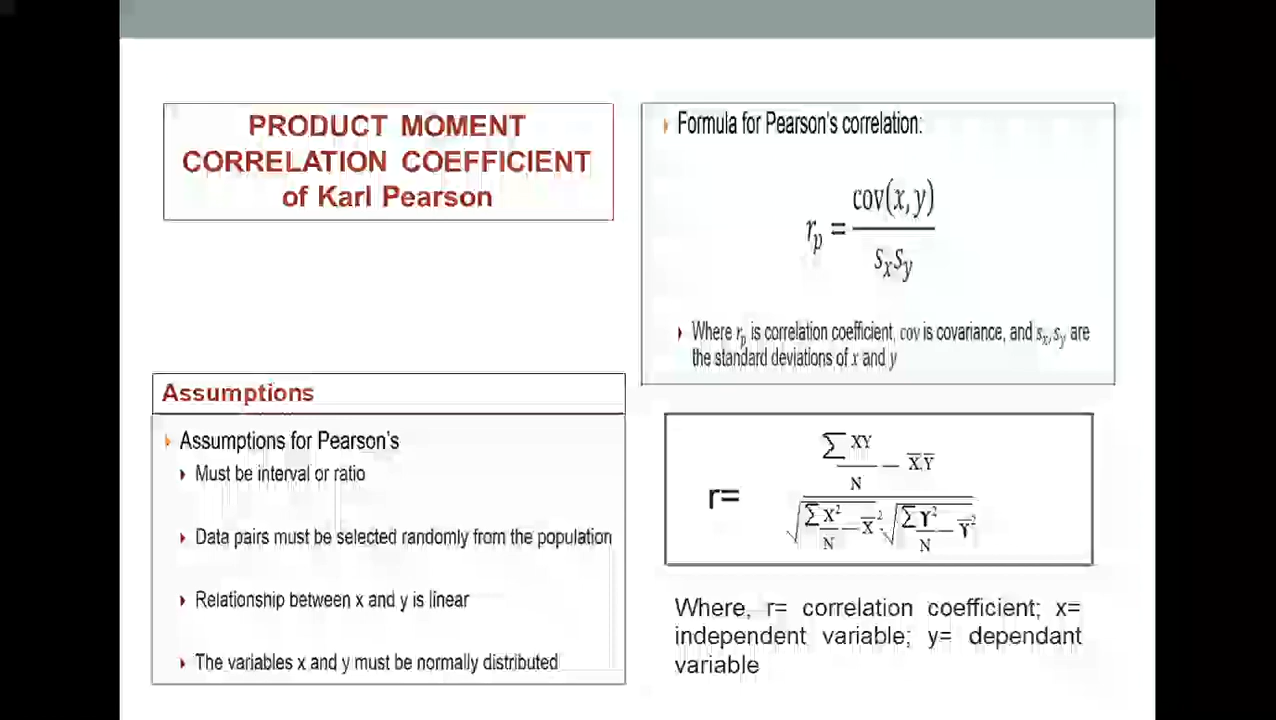 PRODUCT MOMENT
CORRELATION COEFFICIENT
of Karl Pearson
Formula for Pearson's correlation:
r_p = cov(x, y) / s_x s_y
Where r_p is correlation coefficient, cov is covariance, and s_x, s_y are
the standard deviations of x and y
Assumptions
Assumptions for Pearson's
Must be interval or ratio
Data pairs must be selected randomly from the population
Relationship between x and y is linear
The variables x and y must be normally distributed
∑ XY
— X̅ Y̅
N
r=
√ ∑ X² / N — X̅² √ ∑ Y² / N — Y̅²
Where, r= correlation coefficient; x=
independent variable; y= dependant
variable